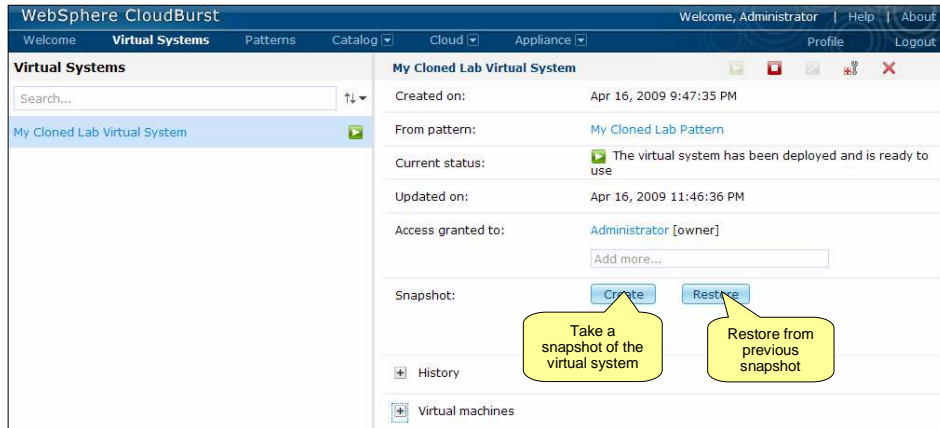 WebSphere CloudBurst
Welcome, Administrator | Help | About
Welcome Virtual Systems Patterns Catalog Cloud Appliance Profile Logout
Virtual Systems
Search...
My Cloned Lab Virtual System
My Cloned Lab Virtual System
Created on: Apr 16, 2009 9:47:35 PM
From pattern: My Cloned Lab Pattern
Current status: The virtual system has been deployed and is ready to
use
Updated on: Apr 16, 2009 11:46:36 PM
Access granted to: Administrator [owner]
Add more...
Snapshot: Create Restore
Take a
snapshot of the
virtual system
Restore from
previous
snapshot
History
Virtual machines